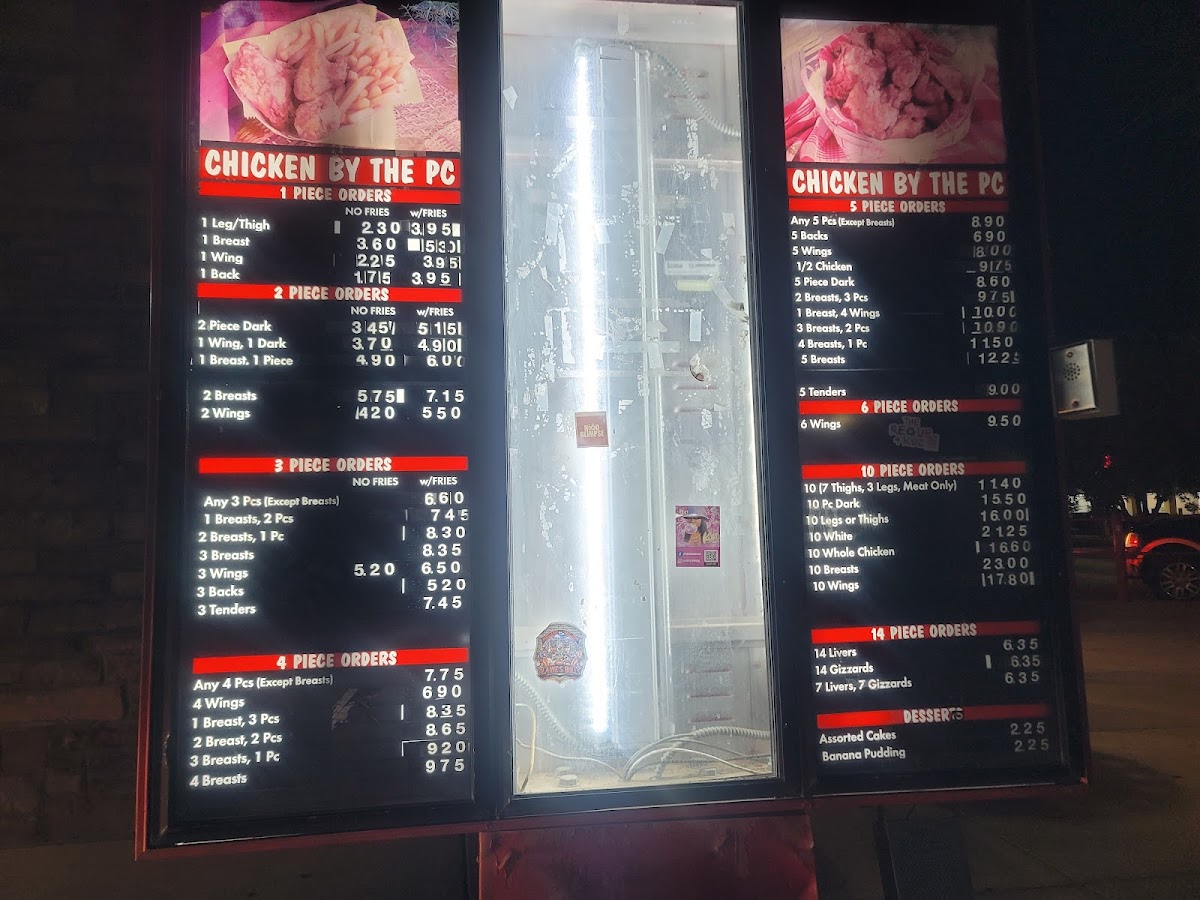 CHICKEN BY THE PC
1 PIECE ORDERS
NO FRIES w/FRIES
1 Leg/Thigh 2.30 3.95
1 Breast 3.60 5.30
1 Wing 2.25 3.95
1 Back 1.75 3.95
2 PIECE ORDERS
NO FRIES w/FRIES
2 Piece Dark 3.45 5.15
1 Wing, 1 Dark 3.70 4.90
1 Breast. 1 Piece 4.90 6.00
2 Breasts 5.75 7.15
2 Wings 4.20 5.50
3 PIECE ORDERS
NO FRIES w/FRIES
Any 3 Pcs (Except Breasts) 6.60
1 Breasts, 2 Pcs 7.45
2 Breasts, 1 Pc 8.30
3 Breasts 8.35
3 Wings 5.20 6.50
3 Backs 5.20
3 Tenders 7.45
4 PIECE ORDERS
Any 4 Pcs (Except Breasts) 7.75
4 Wings 6.90
1 Breast, 3 Pcs 8.35
2 Breast, 2 Pcs 8.65
3 Breasts, 1 Pc 9.20
4 Breasts 9.75
CHICKEN BY THE PC
5 PIECE ORDERS
Any 5 Pcs (Except Breasts) 8.90
5 Backs 6.90
5 Wings 8.00
1/2 Chicken 9.75
5 Piece Dark 8.60
2 Breasts, 3 Pcs 9.75
1 Breast, 4 Wings 10.00
3 Breasts, 2 Pcs 10.90
4 Breasts, 1 Pc 11.50
5 Breasts 12.25
5 Tenders 9.00
6 PIECE ORDERS
6 Wings 9.50
10 PIECE ORDERS
10 (7 Thighs, 3 Legs, Meat Only) 11.40
10 Pc Dark 15.50
10 Legs or Thighs 16.00
10 White 21.25
10 Whole Chicken 16.60
10 Breasts 23.00
10 Wings 17.80
14 PIECE ORDERS
14 Livers 6.35
14 Gizzards 6.35
7 Livers, 7 Gizzards 6.35
DESSERTS
Assorted Cakes 2.25
Banana Pudding 2.25